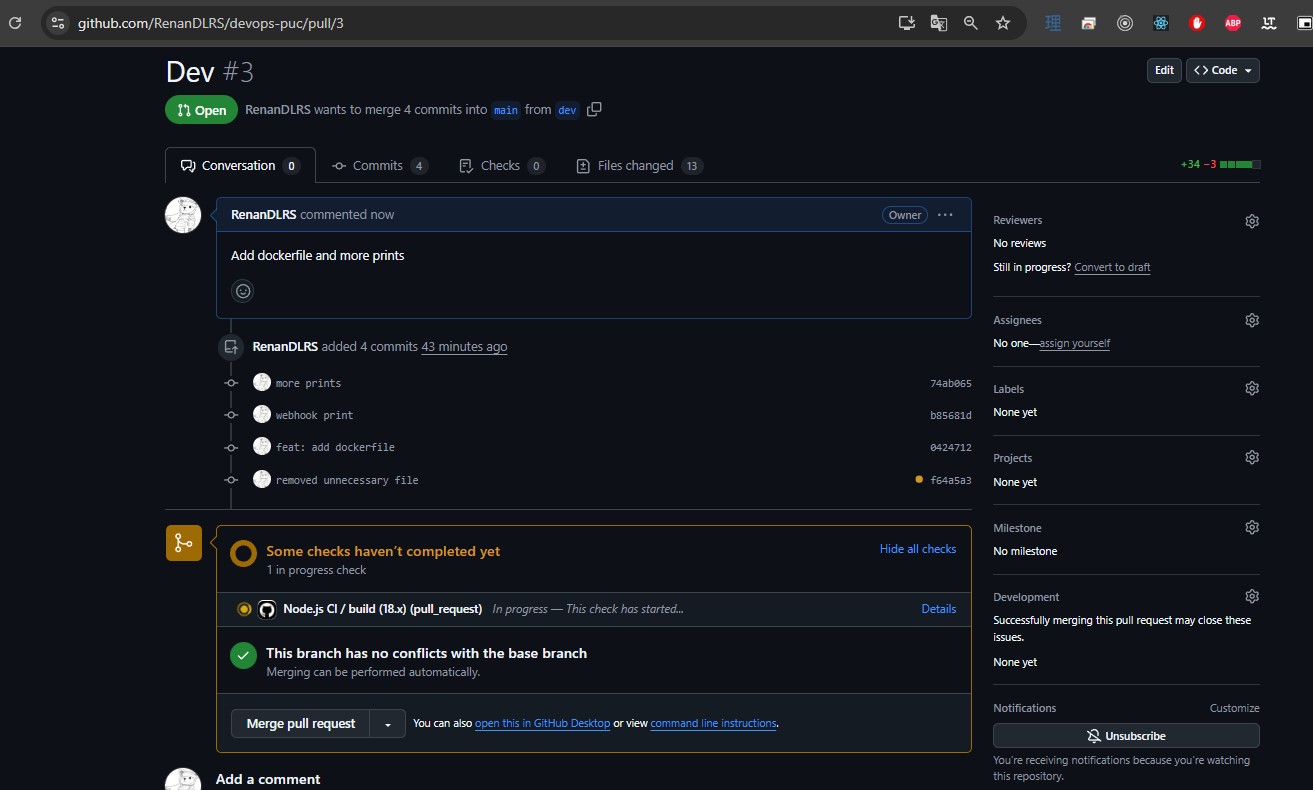 github.com/RenanDLRS/devops-puc/pull/3
ABP
LT
Dev #3
Edit
<> Code
Open
RenanDLRS wants to merge 4 commits into main from dev
Conversation 0
Commits 4
Checks 0
Files changed 13
+34 −3
RenanDLRS commented now
Owner
Add dockerfile and more prints
RenanDLRS added 4 commits 43 minutes ago
more prints 74ab065
webhook print b85681d
feat: add dockerfile 0424712
removed unnecessary file f64a5a3
Some checks haven't completed yet
1 in progress check
Hide all checks
Node.js CI / build (18.x) (pull_request) In progress — This check has started...
Details
This branch has no conflicts with the base branch
Merging can be performed automatically.
Merge pull request
You can also open this in GitHub Desktop or view command line instructions.
Add a comment
Reviewers
No reviews
Still in progress? Convert to draft
Assignees
No one—assign yourself
Labels
None yet
Projects
None yet
Milestone
No milestone
Development
Successfully merging this pull request may close these
issues.
None yet
Notifications
Customize
Unsubscribe
You're receiving notifications because you're watching
this repository.